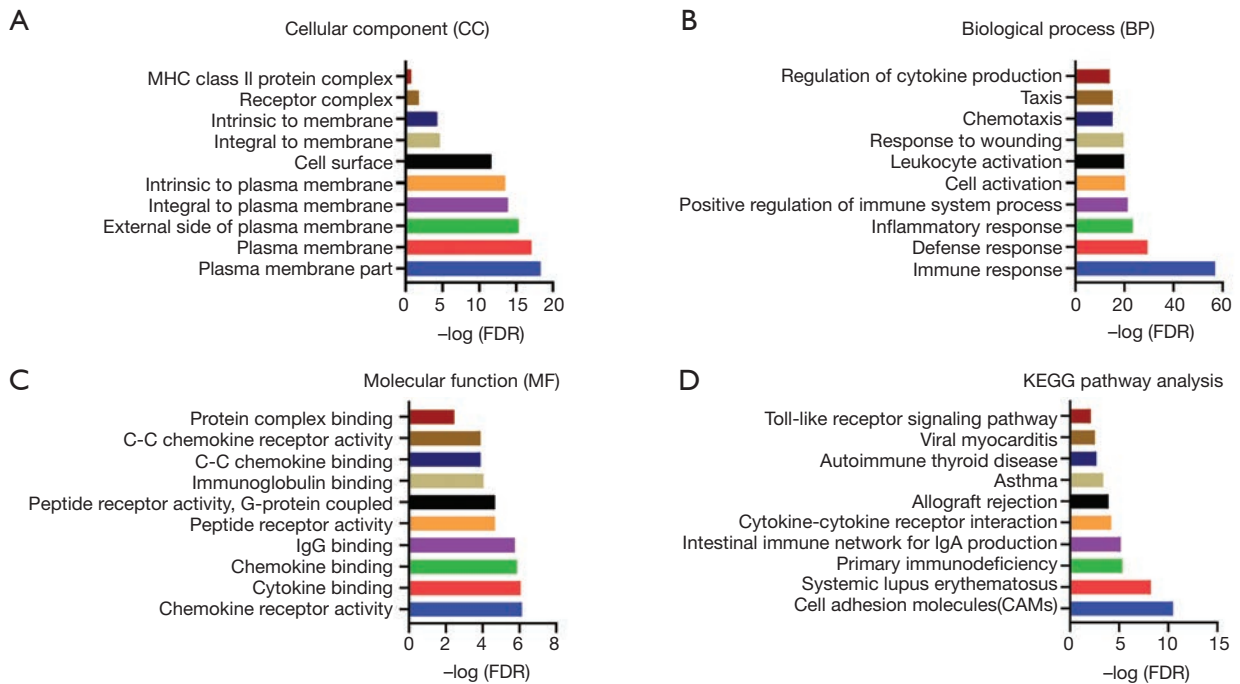 A
Cellular component (CC)
MHC class II protein complex
Receptor complex
Intrinsic to membrane
Integral to membrane
Cell surface
Intrinsic to plasma membrane
Integral to plasma membrane
External side of plasma membrane
Plasma membrane
Plasma membrane part
0 5 10 15 20
–log (FDR)
B
Biological process (BP)
Regulation of cytokine production
Taxis
Chemotaxis
Response to wounding
Leukocyte activation
Cell activation
Positive regulation of immune system process
Inflammatory response
Defense response
Immune response
0 20 40 60
–log (FDR)
C
Molecular function (MF)
Protein complex binding
C-C chemokine receptor activity
C-C chemokine binding
Immunoglobulin binding
Peptide receptor activity, G-protein coupled
Peptide receptor activity
IgG binding
Chemokine binding
Cytokine binding
Chemokine receptor activity
0 2 4 6 8
–log (FDR)
D
KEGG pathway analysis
Toll-like receptor signaling pathway
Viral myocarditis
Autoimmune thyroid disease
Asthma
Allograft rejection
Cytokine-cytokine receptor interaction
Intestinal immune network for IgA production
Primary immunodeficiency
Systemic lupus erythematosus
Cell adhesion molecules(CAMs)
0 5 10 15
–log (FDR)